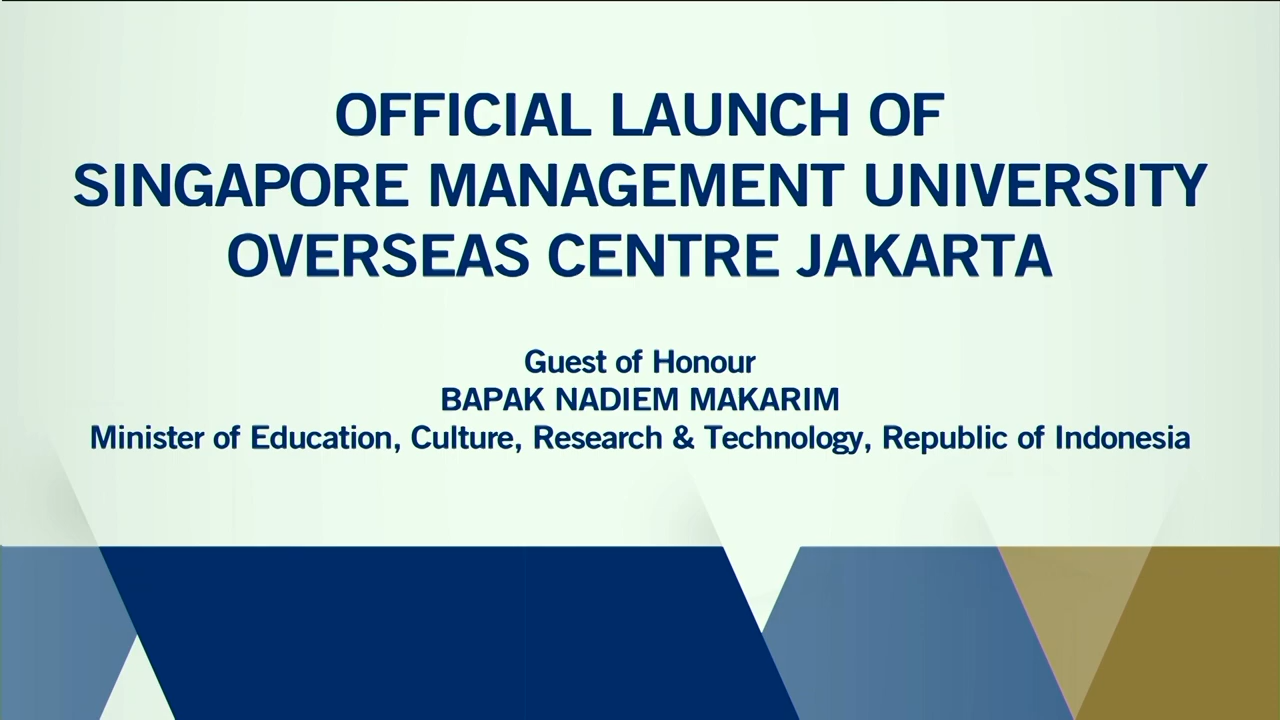 OFFICIAL LAUNCH OF
SINGAPORE MANAGEMENT UNIVERSITY
OVERSEAS CENTRE JAKARTA
Guest of Honour
BAPAK NADIEM MAKARIM
Minister of Education, Culture, Research & Technology, Republic of Indonesia